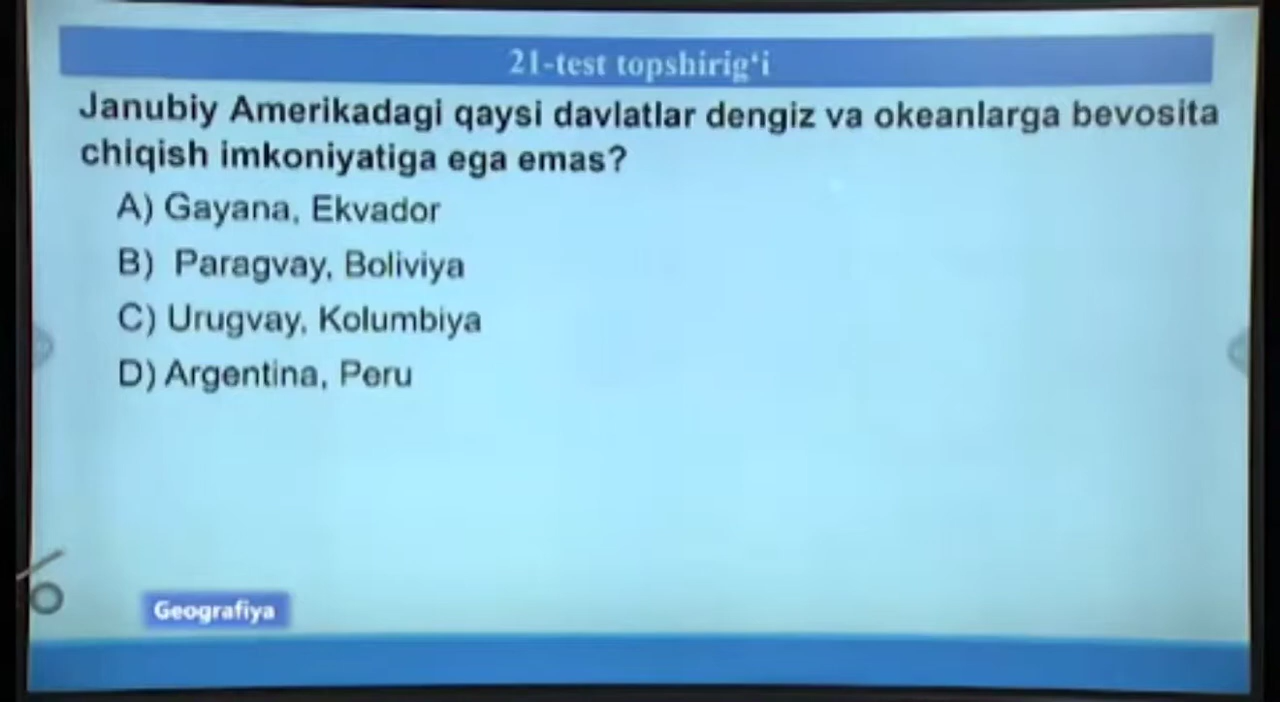 21-test topshirig‘i
Janubiy Amerikadagi qaysi davlatlar dengiz va okeanlarga bevosita
chiqish imkoniyatiga ega emas?
A) Gayana, Ekvador
B) Paragvay, Boliviya
C) Urugvay, Kolumbiya
D) Argentina, Peru
Geografiya